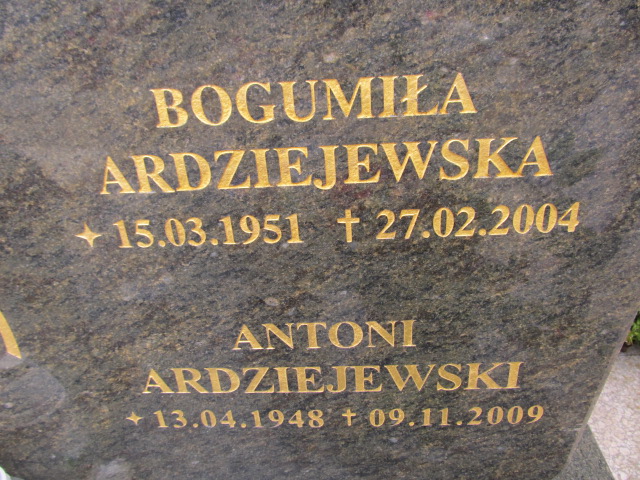 BOGUMIŁA
ARDZIEJEWSKA
✦ 15.03.1951 † 27.02.2004
ANTONI
ARDZIEJEWSKI
✦ 13.04.1948 † 09.11.2009